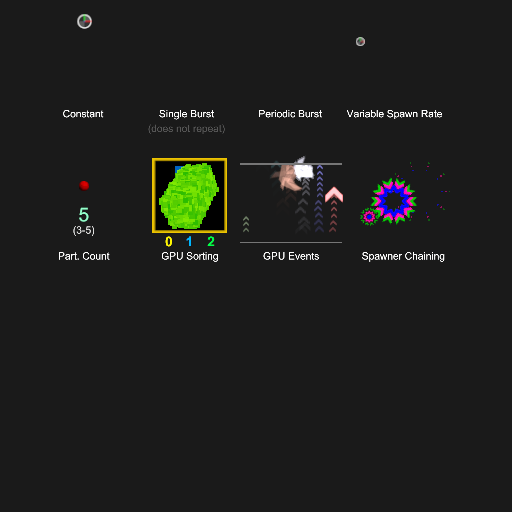 Constant
Single Burst
(does not repeat)
Periodic Burst
Variable Spawn Rate
5
(3-5)
Part. Count
0 1 2
GPU Sorting
GPU Events
Spawner Chaining